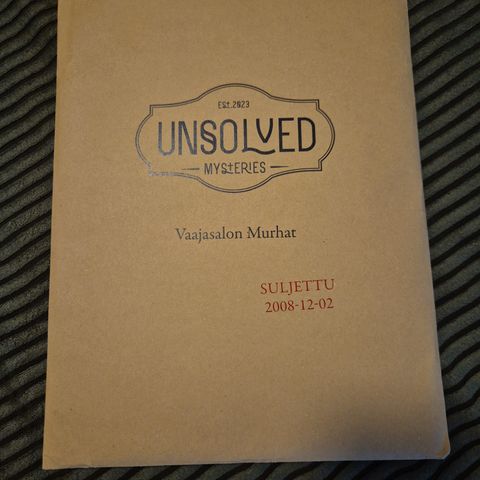 Est.2023
UNSOLVED
MYStERIES
Vaajasalon Murhat
SULJETTU
2008-12-02